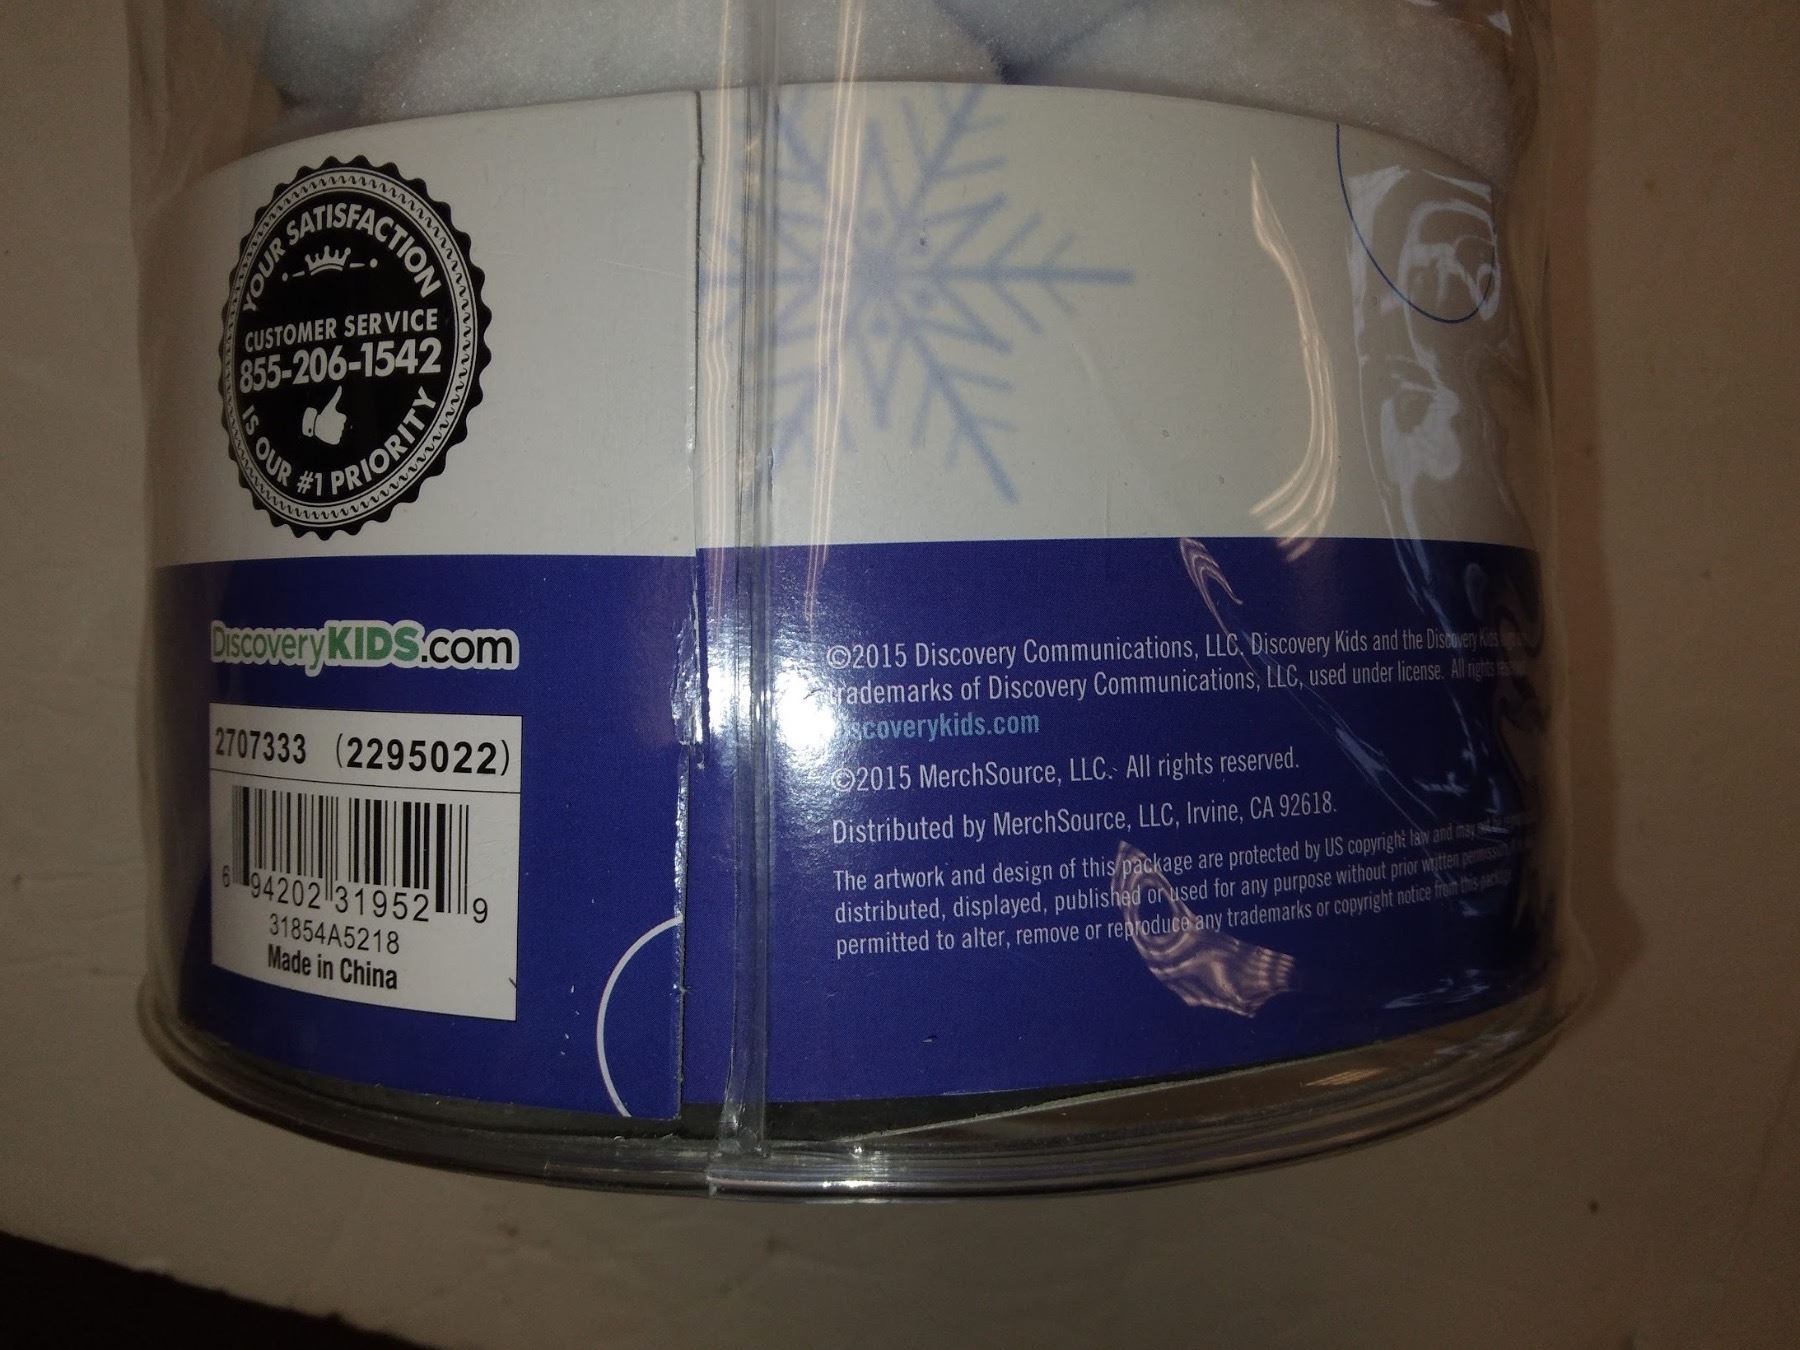 YOUR SATISFACTION
CUSTOMER SERVICE
855-206-1542
IS OUR #1 PRIORITY
DiscoveryKIDS.com
2707333 (2295022)
6 94202 31952 9
31854A5218
Made in China
©2015 Discovery Communications, LLC. Discovery Kids and the Discovery Kids
trademarks of Discovery Communications, LLC, used under license. All rights
discoverykids.com
©2015 MerchSource, LLC. All rights reserved.
Distributed by MerchSource, LLC, Irvine, CA 92618.
The artwork and design of this package are protected by US copyright law and may not be
distributed, displayed, published or used for any purpose without prior written permission.
permitted to alter, remove or reproduce any trademarks or copyright notice from this package